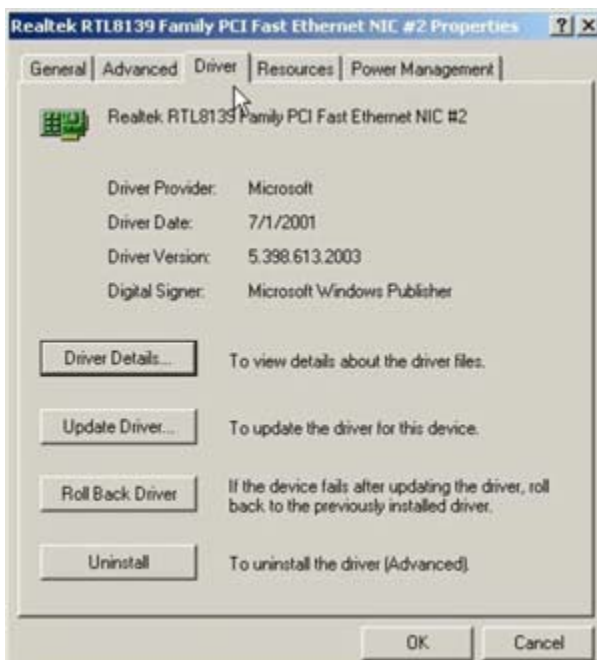 Realtek RTL8139 Family PCI Fast Ethernet NIC #2 Properties ? X
General Advanced Driver Resources Power Management
Realtek RTL8139 Family PCI Fast Ethernet NIC #2
Driver Provider: Microsoft
Driver Date: 7/1/2001
Driver Version: 5.398.613.2003
Digital Signer: Microsoft Windows Publisher
Driver Details... To view details about the driver files.
Update Driver... To update the driver for this device.
Roll Back Driver If the device fails after updating the driver, roll
back to the previously installed driver.
Uninstall To uninstall the driver (Advanced).
OK Cancel